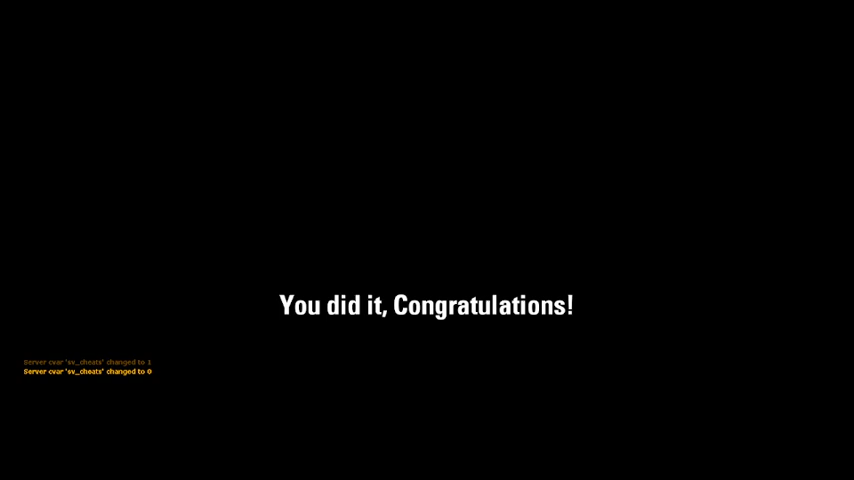 You did it, Congratulations!
Server cvar 'sv_cheats' changed to 1
Server cvar 'sv_cheats' changed to 0